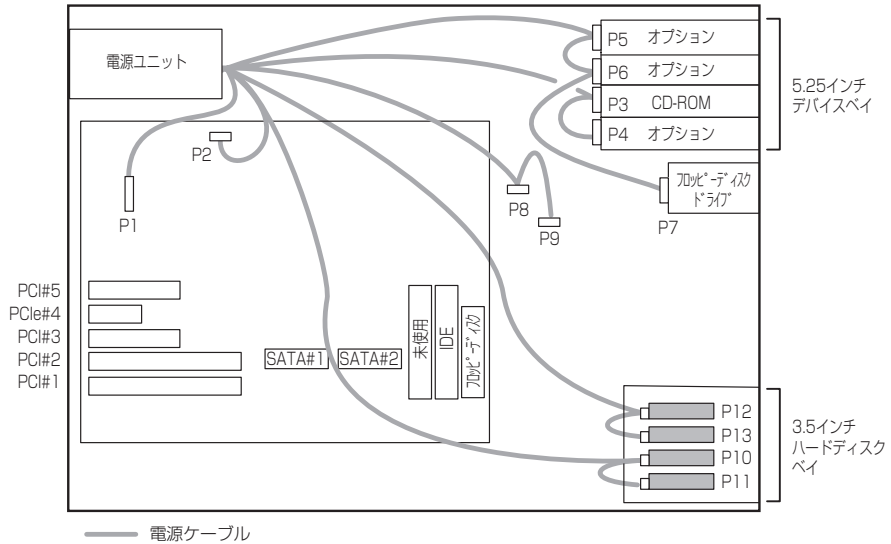 電源ユニット
P5 オプション
P6 オプション
P3 CD-ROM
P4 オプション
5.25インチ
デバイスベイ
P2
P1
P8
P9
フロッピーディスク
ドライブ
P7
PCI#5
PCIe#4
PCI#3
PCI#2
PCI#1
SATA#1
SATA#2
未使用
IDE
フロッピーディスク
P12
P13
P10
P11
3.5インチ
ハードディスク
ベイ
電源ケーブル